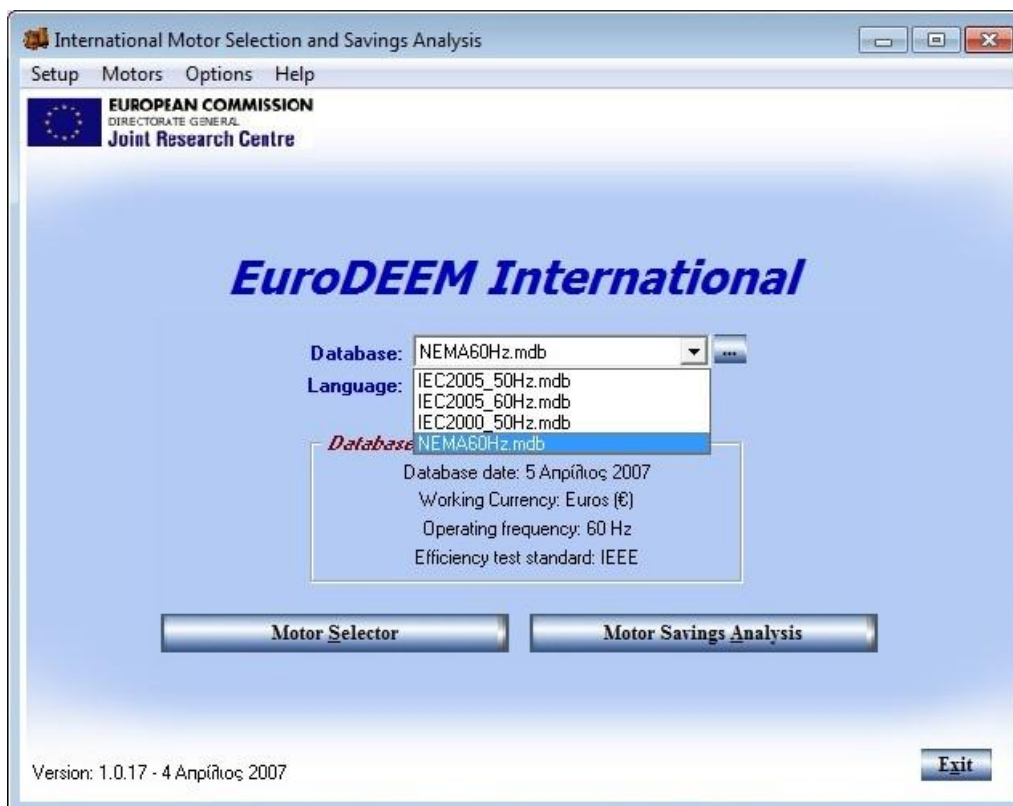 International Motor Selection and Savings Analysis
Setup Motors Options Help
EUROPEAN COMMISSION
DIRECTORATE GENERAL
Joint Research Centre
EuroDEEM International
Database: NEMA60Hz.mdb ...
Language: IEC2005_50Hz.mdb
IEC2005_60Hz.mdb
IEC2000_50Hz.mdb
Database NEMA60Hz.mdb
Database date: 5 Απρίλιος 2007
Working Currency: Euros (€)
Operating frequency: 60 Hz
Efficiency test standard: IEEE
Motor Selector Motor Savings Analysis
Version: 1.0.17 - 4 Απρίλιος 2007 Exit